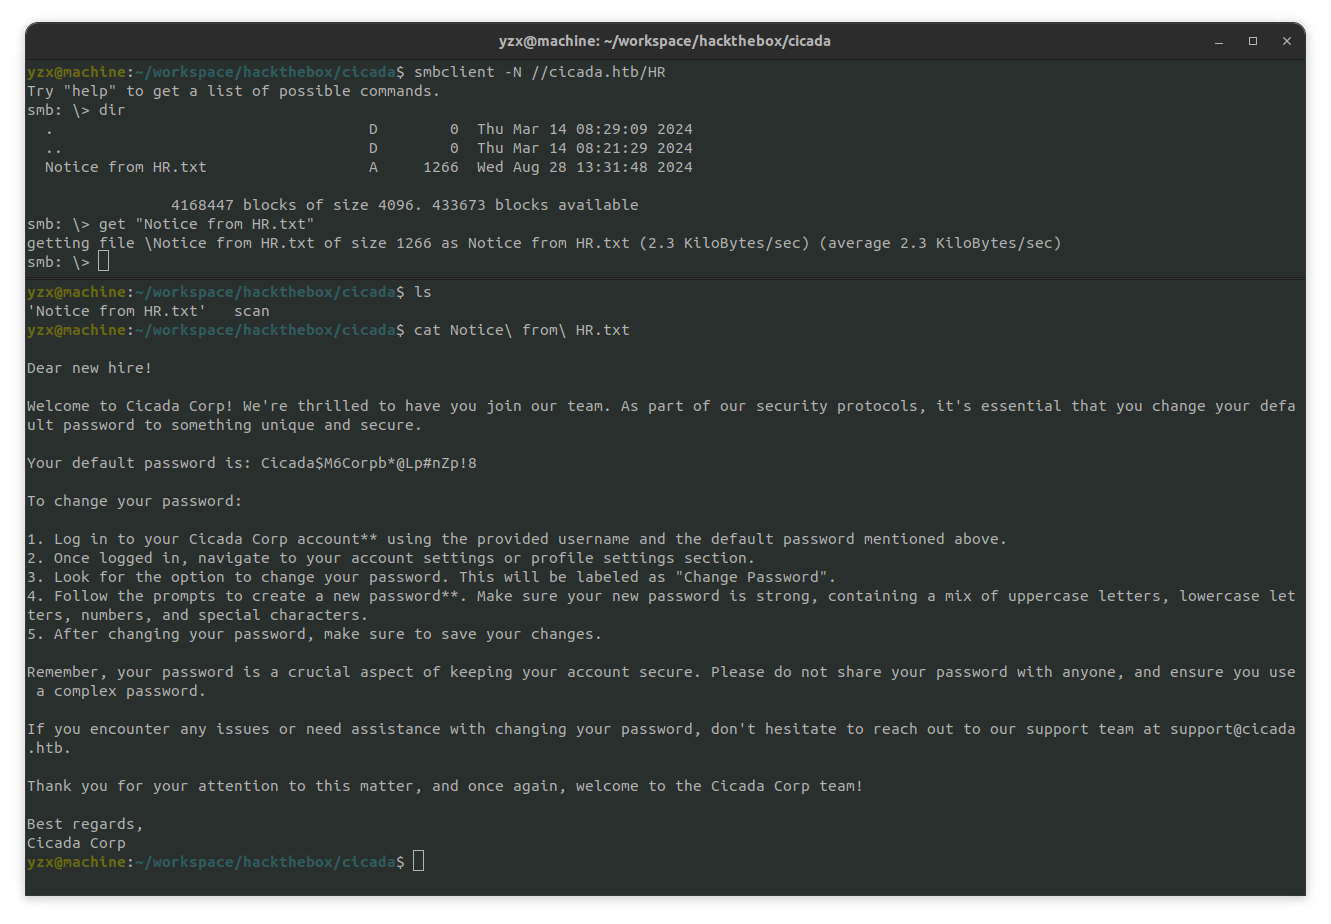 yzx@machine: ~/workspace/hackthebox/cicada
yzx@machine:~/workspace/hackthebox/cicada$ smbclient -N //cicada.htb/HR
Try "help" to get a list of possible commands.
smb: \> dir
  .                                   D        0  Thu Mar 14 08:29:09 2024
  ..                                  D        0  Thu Mar 14 08:21:29 2024
  Notice from HR.txt                  A     1266  Wed Aug 28 13:31:48 2024
                4168447 blocks of size 4096. 433673 blocks available
smb: \> get "Notice from HR.txt"
getting file \Notice from HR.txt of size 1266 as Notice from HR.txt (2.3 KiloBytes/sec) (average 2.3 KiloBytes/sec)
smb: \>
yzx@machine:~/workspace/hackthebox/cicada$ ls
'Notice from HR.txt'   scan
yzx@machine:~/workspace/hackthebox/cicada$ cat Notice\ from\ HR.txt
Dear new hire!
Welcome to Cicada Corp! We're thrilled to have you join our team. As part of our security protocols, it's essential that you change your defa
ult password to something unique and secure.
Your default password is: Cicada$M6Corpb*@Lp#nZp!8
To change your password:
1. Log in to your Cicada Corp account** using the provided username and the default password mentioned above.
2. Once logged in, navigate to your account settings or profile settings section.
3. Look for the option to change your password. This will be labeled as "Change Password".
4. Follow the prompts to create a new password**. Make sure your new password is strong, containing a mix of uppercase letters, lowercase let
ters, numbers, and special characters.
5. After changing your password, make sure to save your changes.
Remember, your password is a crucial aspect of keeping your account secure. Please do not share your password with anyone, and ensure you use
 a complex password.
If you encounter any issues or need assistance with changing your password, don't hesitate to reach out to our support team at support@cicada
.htb.
Thank you for your attention to this matter, and once again, welcome to the Cicada Corp team!
Best regards,
Cicada Corp
yzx@machine:~/workspace/hackthebox/cicada$